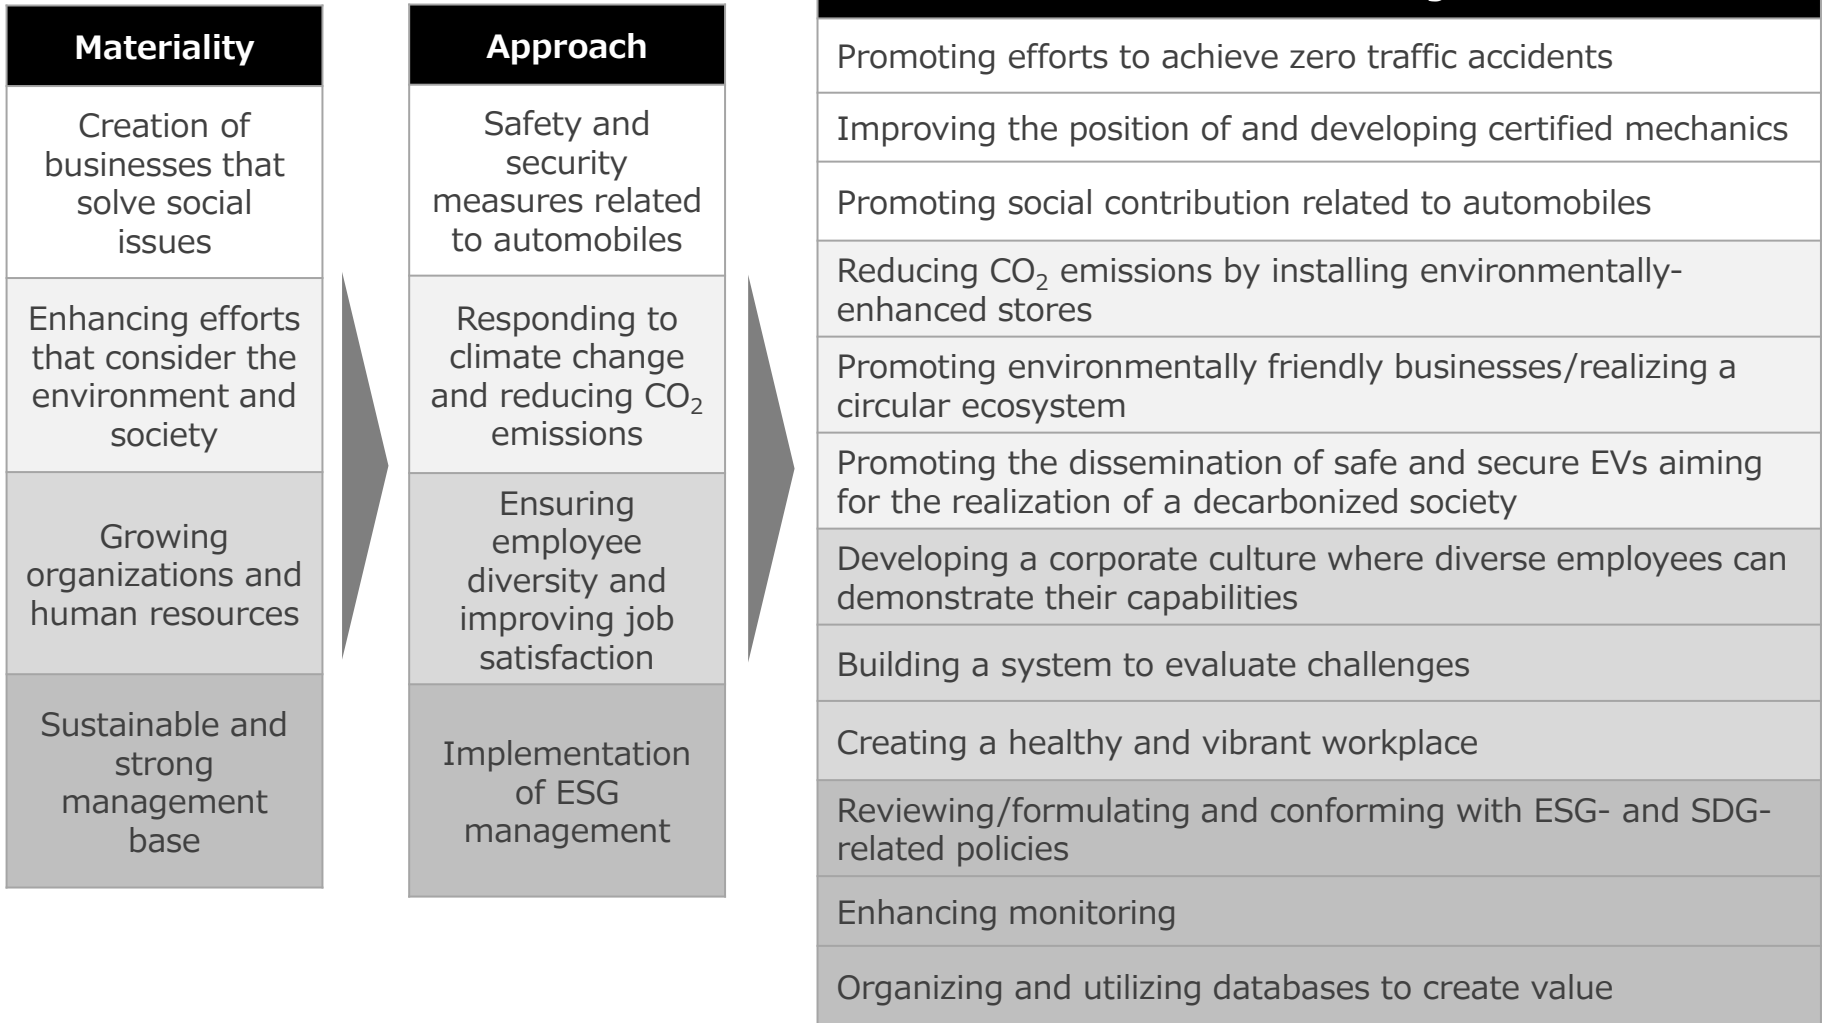 Materiality
Creation of
businesses that
solve social
issues
Enhancing efforts
that consider the
environment and
society
Growing
organizations and
human resources
Sustainable and
strong
management
base
Approach
Safety and
security
measures related
to automobiles
Responding to
climate change
and reducing CO₂
emissions
Ensuring
employee
diversity and
improving job
satisfaction
Implementation
of ESG
management
Promoting efforts to achieve zero traffic accidents
Improving the position of and developing certified mechanics
Promoting social contribution related to automobiles
Reducing CO₂ emissions by installing environmentally-
enhanced stores
Promoting environmentally friendly businesses/realizing a
circular ecosystem
Promoting the dissemination of safe and secure EVs aiming
for the realization of a decarbonized society
Developing a corporate culture where diverse employees can
demonstrate their capabilities
Building a system to evaluate challenges
Creating a healthy and vibrant workplace
Reviewing/formulating and conforming with ESG- and SDG-
related policies
Enhancing monitoring
Organizing and utilizing databases to create value